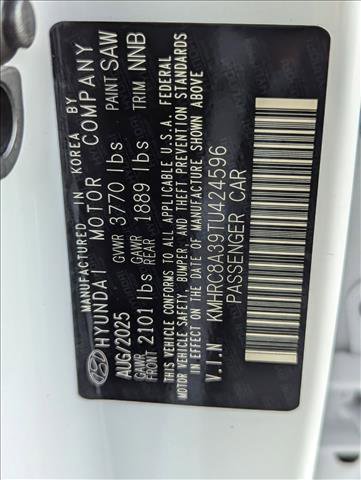 MANUFACTURED IN KOREA BY
HYUNDAI MOTOR COMPANY
AUG/2025 GVWR 3770 lbs PAINT SAW
GAWR FRONT 2101 lbs GAWR REAR 1889 lbs TRIM NNB
THIS VEHICLE CONFORMS TO ALL APPLICABLE U.S.A. FEDERAL
MOTOR VEHICLE SAFETY, BUMPER, AND THEFT PREVENTION STANDARDS
IN EFFECT ON THE DATE OF MANUFACTURE SHOWN ABOVE
V.I.N KMHRC8A39TU424596
PASSENGER CAR